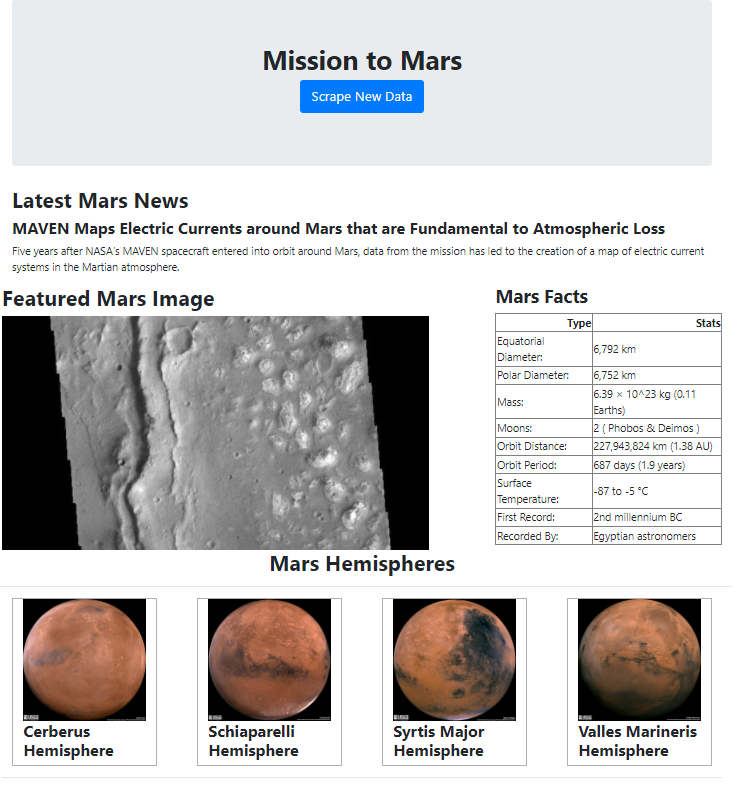 Mission to Mars
Scrape New Data
Latest Mars News
MAVEN Maps Electric Currents around Mars that are Fundamental to Atmospheric Loss
Five years after NASA's MAVEN spacecraft entered into orbit around Mars, data from the mission has led to the creation of a map of electric current
systems in the Martian atmosphere.
Featured Mars Image
Mars Facts
Type Stats
Equatorial
Diameter: 6,792 km
Polar Diameter: 6,752 km
Mass: 6.39 × 10^23 kg (0.11
Earths)
Moons: 2 ( Phobos & Deimos )
Orbit Distance: 227,943,824 km (1.38 AU)
Orbit Period: 687 days (1.9 years)
Surface
Temperature: -87 to -5 °C
First Record: 2nd millennium BC
Recorded By: Egyptian astronomers
Mars Hemispheres
Cerberus
Hemisphere
Schiaparelli
Hemisphere
Syrtis Major
Hemisphere
Valles Marineris
Hemisphere